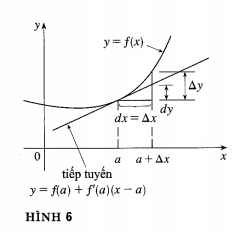 y
y = f(x)
Δy
dy
dx = Δx
0
a
a + Δx
x
tiếp tuyến
y = f(a) + f'(a)(x − a)
HÌNH 6